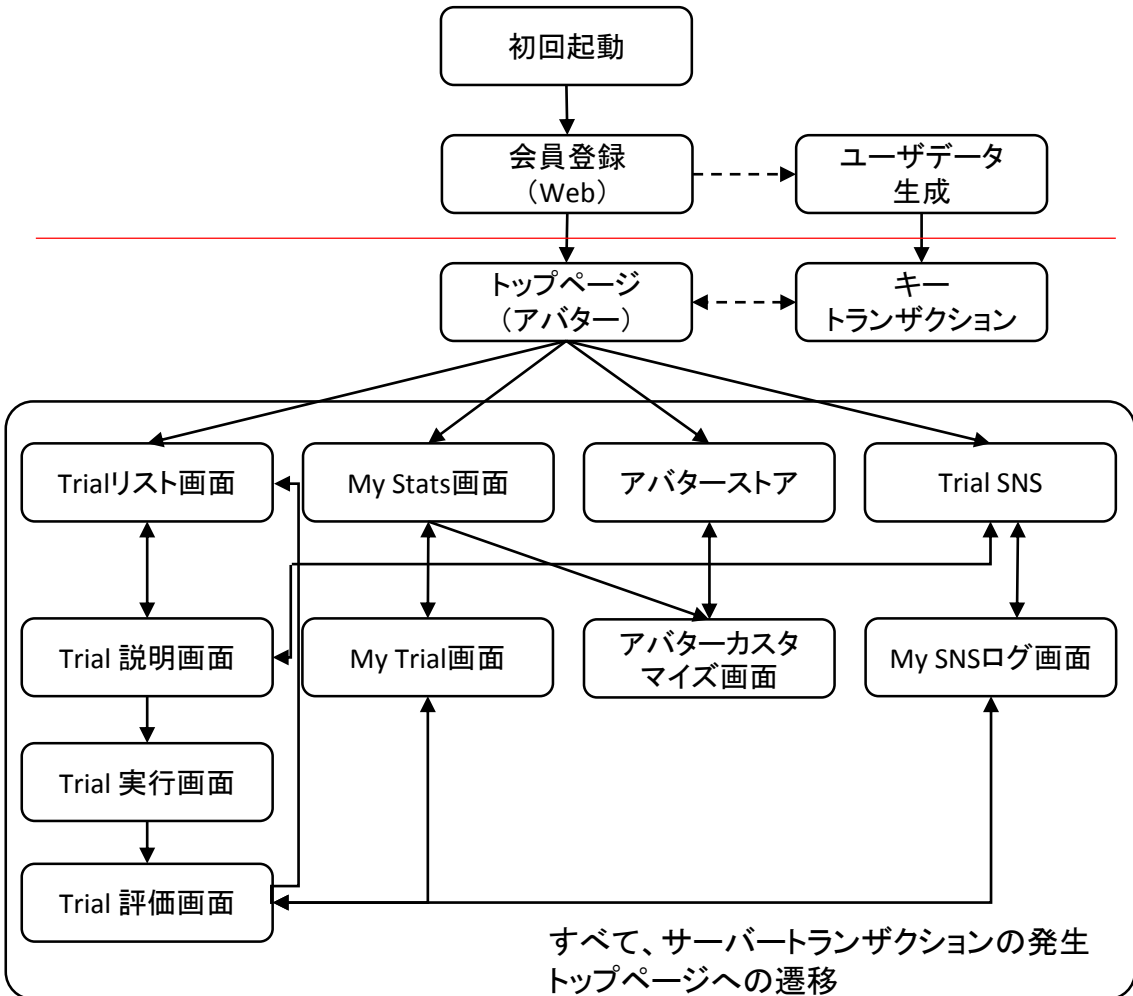 初回起動
会員登録
（Web）
ユーザデータ
生成
トップページ
（アバター）
キー
トランザクション
Trialリスト画面
My Stats画面
アバターストア
Trial SNS
Trial 説明画面
My Trial画面
アバターカスタ
マイズ画面
My SNSログ画面
Trial 実行画面
Trial 評価画面
すべて、サーバートランザクションの発生
トップページへの遷移